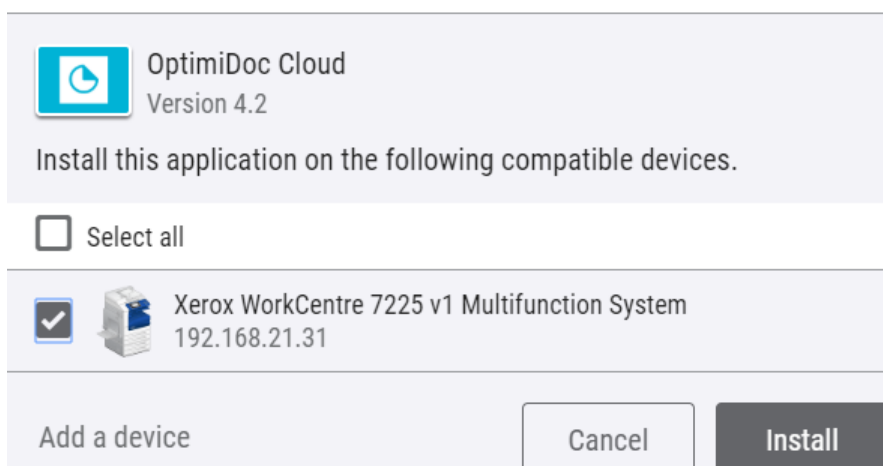 OptimiDoc Cloud
Version 4.2
Install this application on the following compatible devices.
Select all
Xerox WorkCentre 7225 v1 Multifunction System
192.168.21.31
Add a device
Cancel
Install